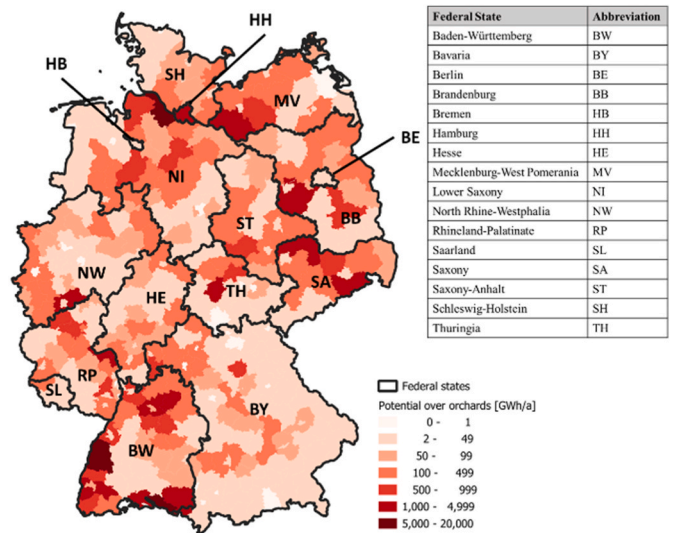 HH
HB
SH
MV
BE
NI
ST
BB
NW
HE
TH
SA
RP
SL
BY
BW
Federal State Abbreviation
Baden-Württemberg BW
Bavaria BY
Berlin BE
Brandenburg BB
Bremen HB
Hamburg HH
Hesse HE
Mecklenburg-West Pomerania MV
Lower Saxony NI
North Rhine-Westphalia NW
Rhineland-Palatinate RP
Saarland SL
Saxony SA
Saxony-Anhalt ST
Schleswig-Holstein SH
Thuringia TH
Federal states
Potential over orchards [GWh/a]
0 - 1
2 - 49
50 - 99
100 - 499
500 - 999
1,000 - 4,999
5,000 - 20,000